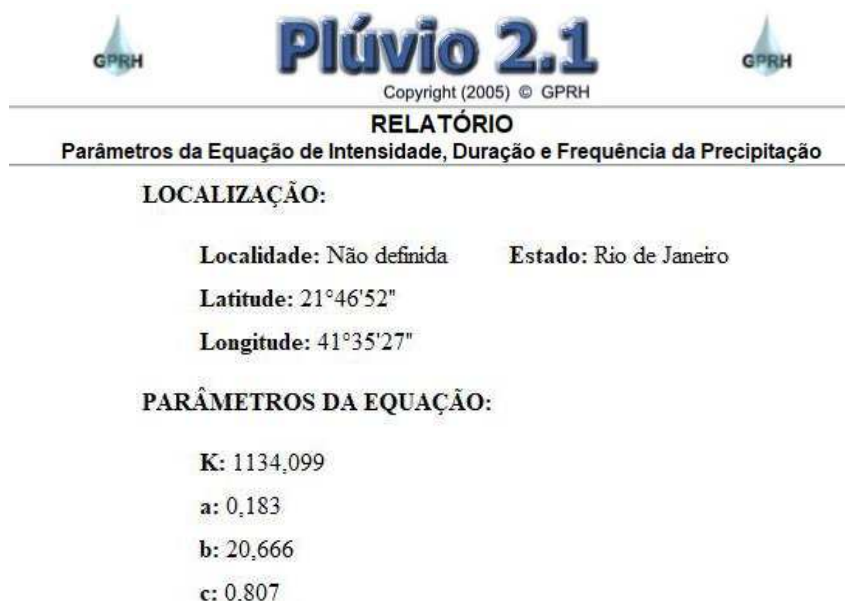 GPRH
Plúvio 2.1
GPRH
Copyright (2005) © GPRH
RELATÓRIO
Parâmetros da Equação de Intensidade, Duração e Frequência da Precipitação
LOCALIZAÇÃO:
Localidade: Não definida Estado: Rio de Janeiro
Latitude: 21°46'52"
Longitude: 41°35'27"
PARÂMETROS DA EQUAÇÃO:
K: 1134,099
a: 0,183
b: 20,666
c: 0,807